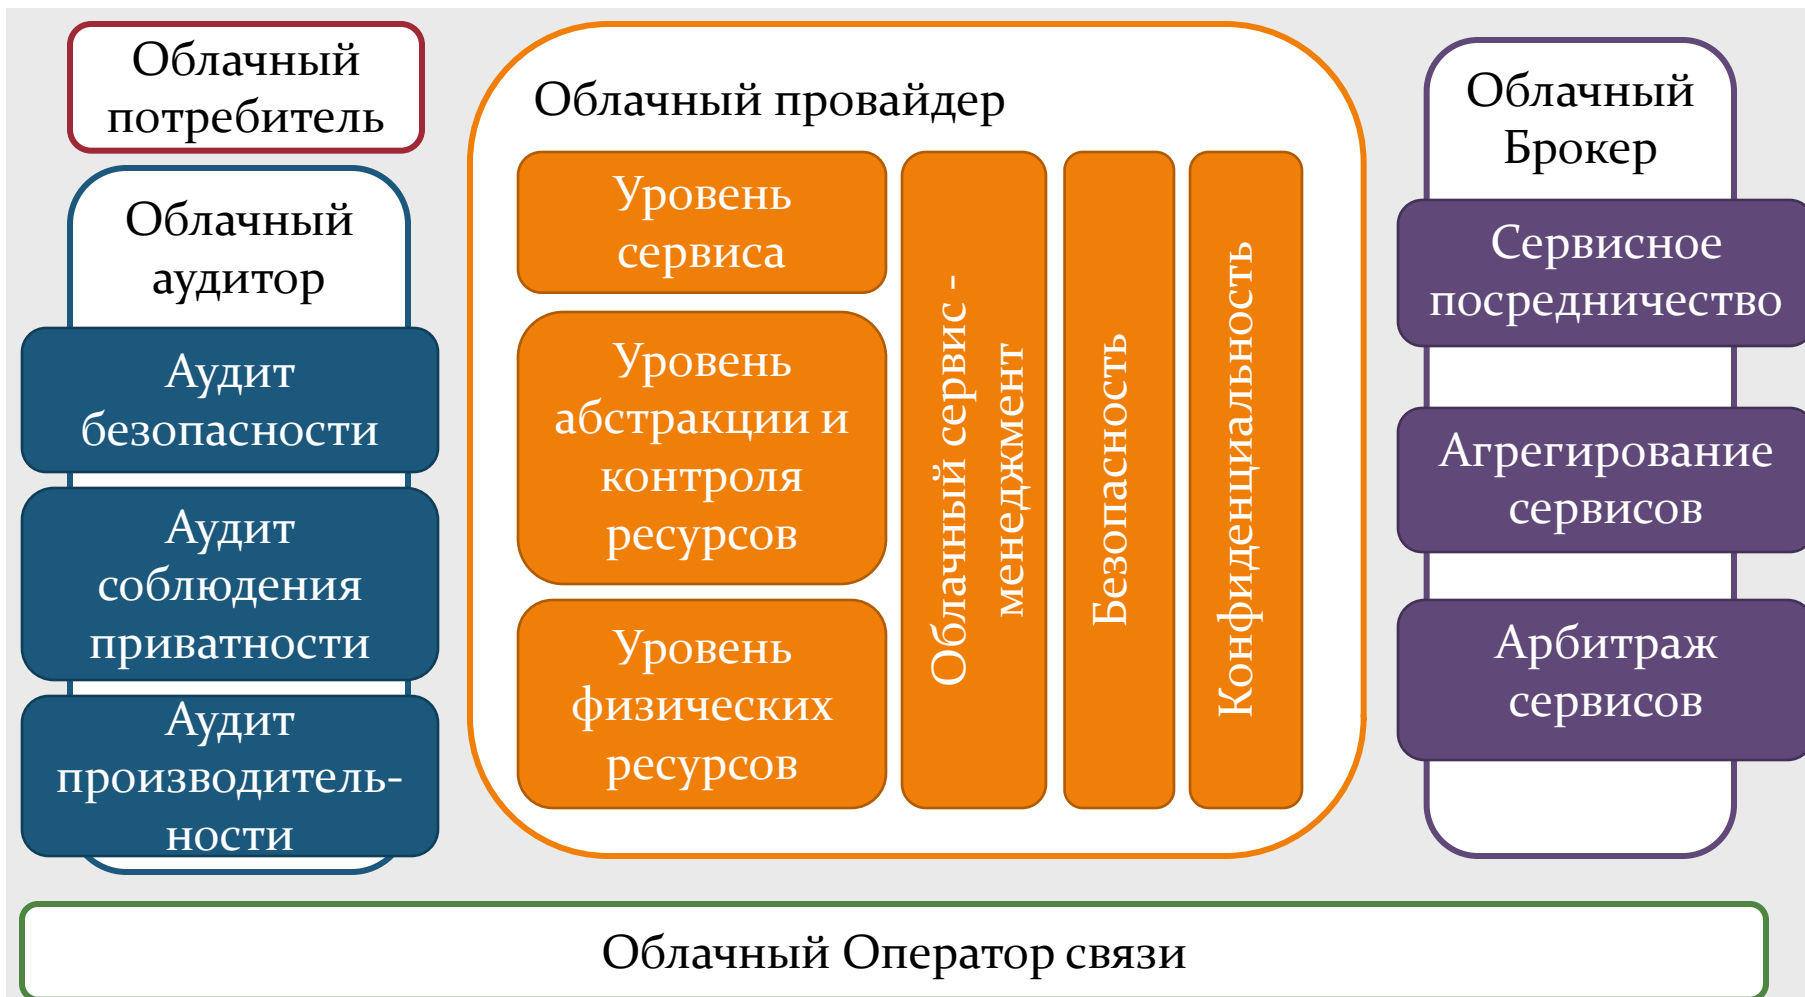 Облачный
потребитель
Облачный
аудитор
Аудит
безопасности
Аудит
соблюдения
приватности
Аудит
производитель-
ности
Облачный провайдер
Уровень
сервиса
Уровень
абстракции и
контроля
ресурсов
Уровень
физических
ресурсов
Облачный сервис -
менеджмент
Безопасность
Конфиденциальность
Облачный
Брокер
Сервисное
посредничество
Агрегирование
сервисов
Арбитраж
сервисов
Облачный Оператор связи